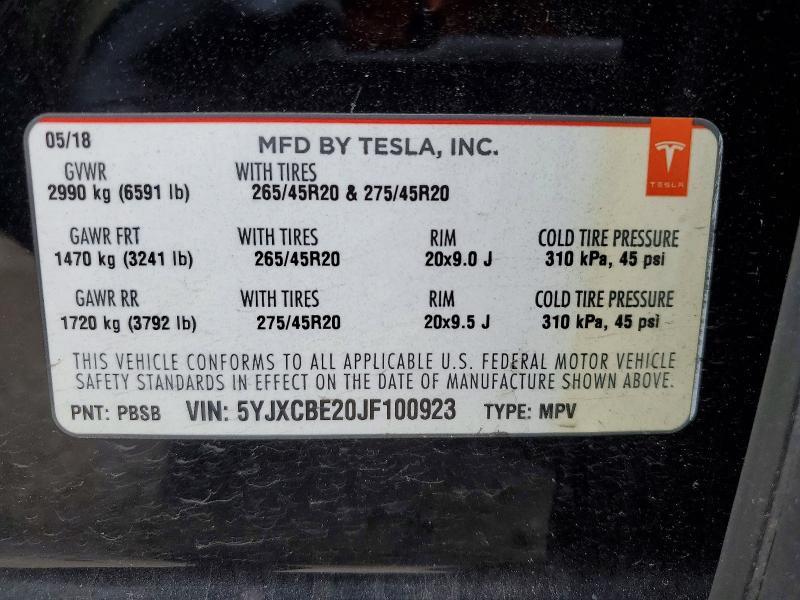 05/18 MFD BY TESLA, INC.
TESLA
GVWR WITH TIRES
2990 kg (6591 lb) 265/45R20 & 275/45R20
GAWR FRT WITH TIRES RIM COLD TIRE PRESSURE
1470 kg (3241 lb) 265/45R20 20x9.0 J 310 kPa, 45 psi
GAWR RR WITH TIRES RIM COLD TIRE PRESSURE
1720 kg (3792 lb) 275/45R20 20x9.5 J 310 kPa, 45 psi
THIS VEHICLE CONFORMS TO ALL APPLICABLE U.S. FEDERAL MOTOR VEHICLE
SAFETY STANDARDS IN EFFECT ON THE DATE OF MANUFACTURE SHOWN ABOVE.
PNT: PBSB VIN: 5YJXCBE20JF100923 TYPE: MPV